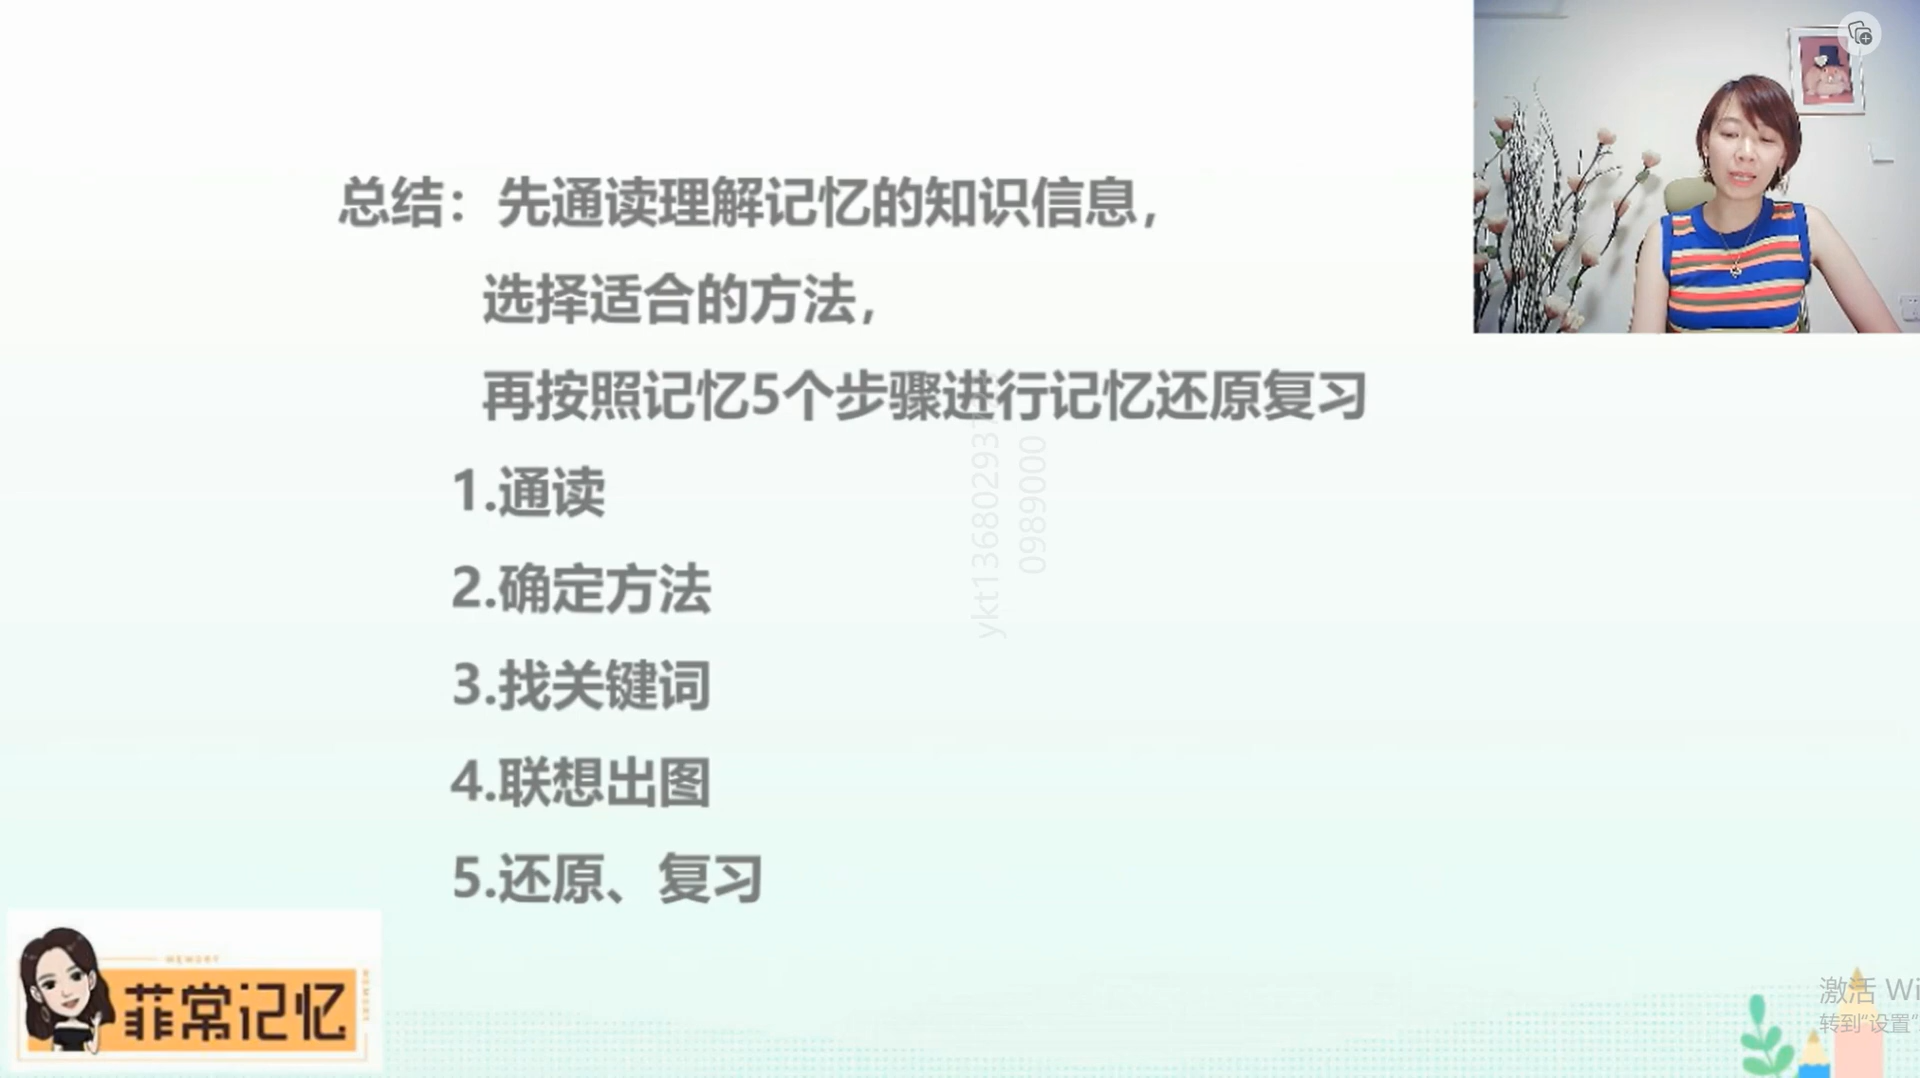 总结：先通读理解记忆的知识信息，
选择适合的方法，
再按照记忆5个步骤进行记忆还原复习
1.通读
2.确定方法
3.找关键词
4.联想出图
5.还原、复习
0989000
MEMORY
菲常记忆
激活 Wi
转到"设置"